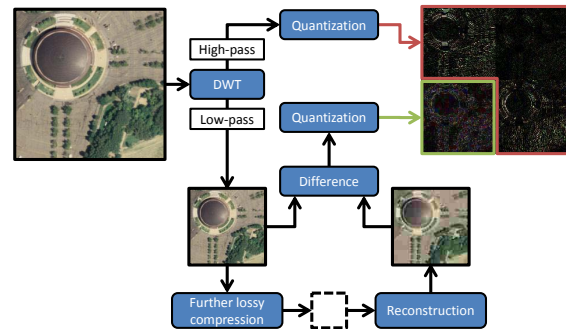 Quantization
High-pass
DWT
Low-pass
Quantization
Difference
Further lossy
compression
Reconstruction